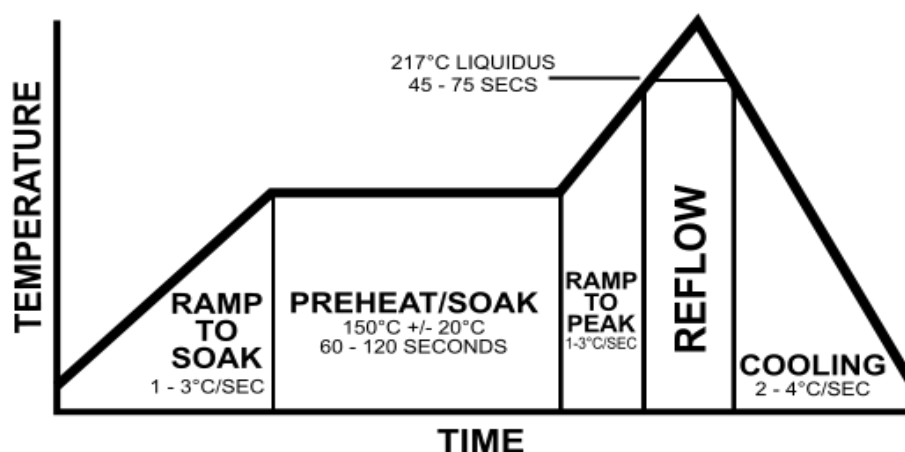 217°C LIQUIDUS
45 - 75 SECS
TEMPERATURE
RAMP
TO
SOAK
1 - 3°C/SEC
PREHEAT/SOAK
150°C +/- 20°C
60 - 120 SECONDS
RAMP
TO
PEAK
1-3°C/SEC
REFLOW
COOLING
2 - 4°C/SEC
TIME